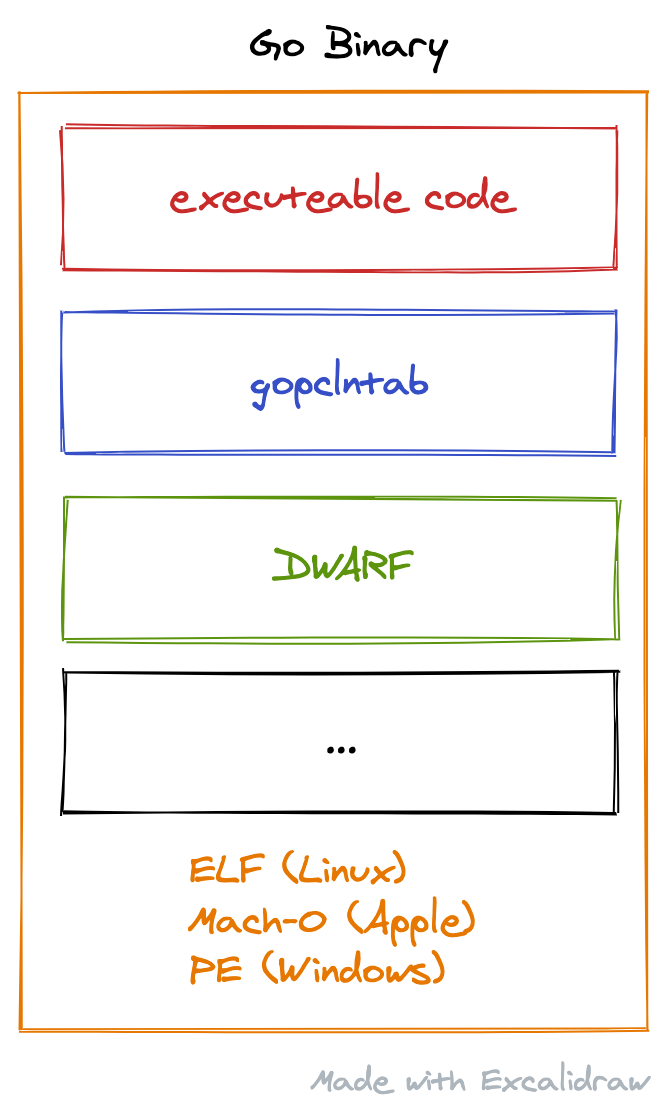 Go Binary
executeable code
gopclntab
DWARF
...
ELF (Linux)
Mach-O (Apple)
PE (Windows)
Made with Excalidraw